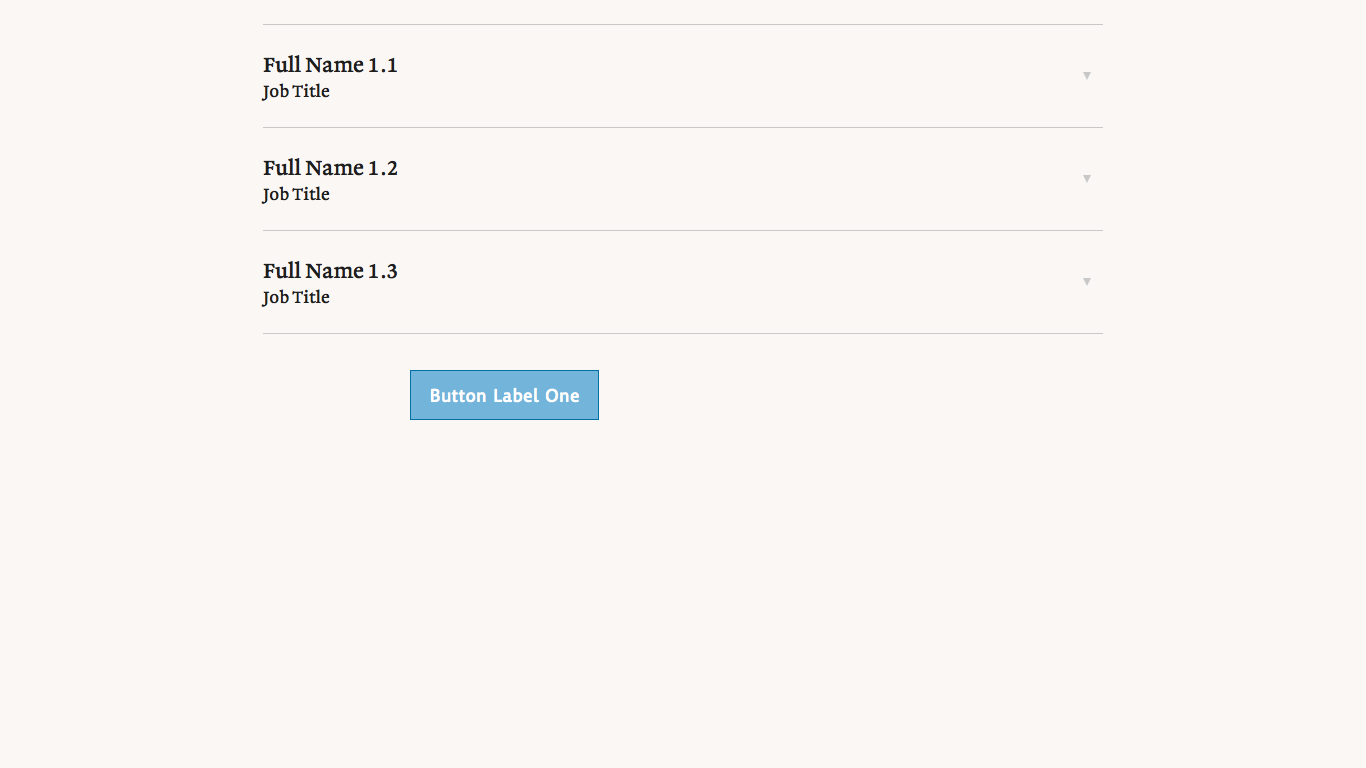 Full Name 1.1
Job Title
Full Name 1.2
Job Title
Full Name 1.3
Job Title
Button Label One